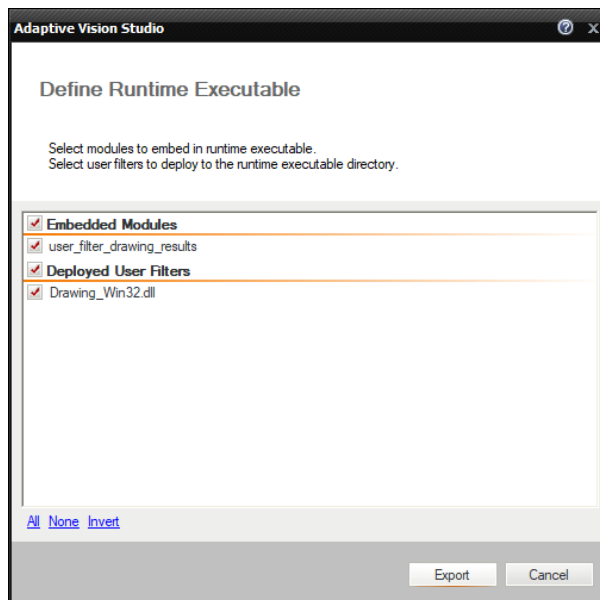 Adaptive Vision Studio
Define Runtime Executable
Select modules to embed in runtime executable.
Select user filters to deploy to the runtime executable directory.
Embedded Modules
user_filter_drawing_results
Deployed User Filters
Drawing_Win32.dll
All None Invert
Export Cancel